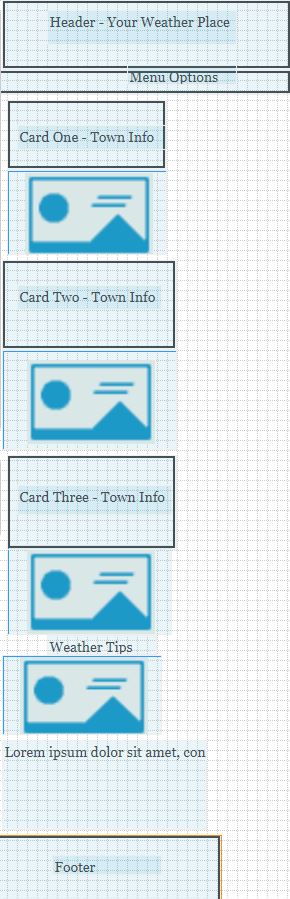 Header - Your Weather Place
Menu Options
Card One - Town Info
Card Two - Town Info
Card Three - Town Info
Weather Tips
Lorem ipsum dolor sit amet, con
Footer